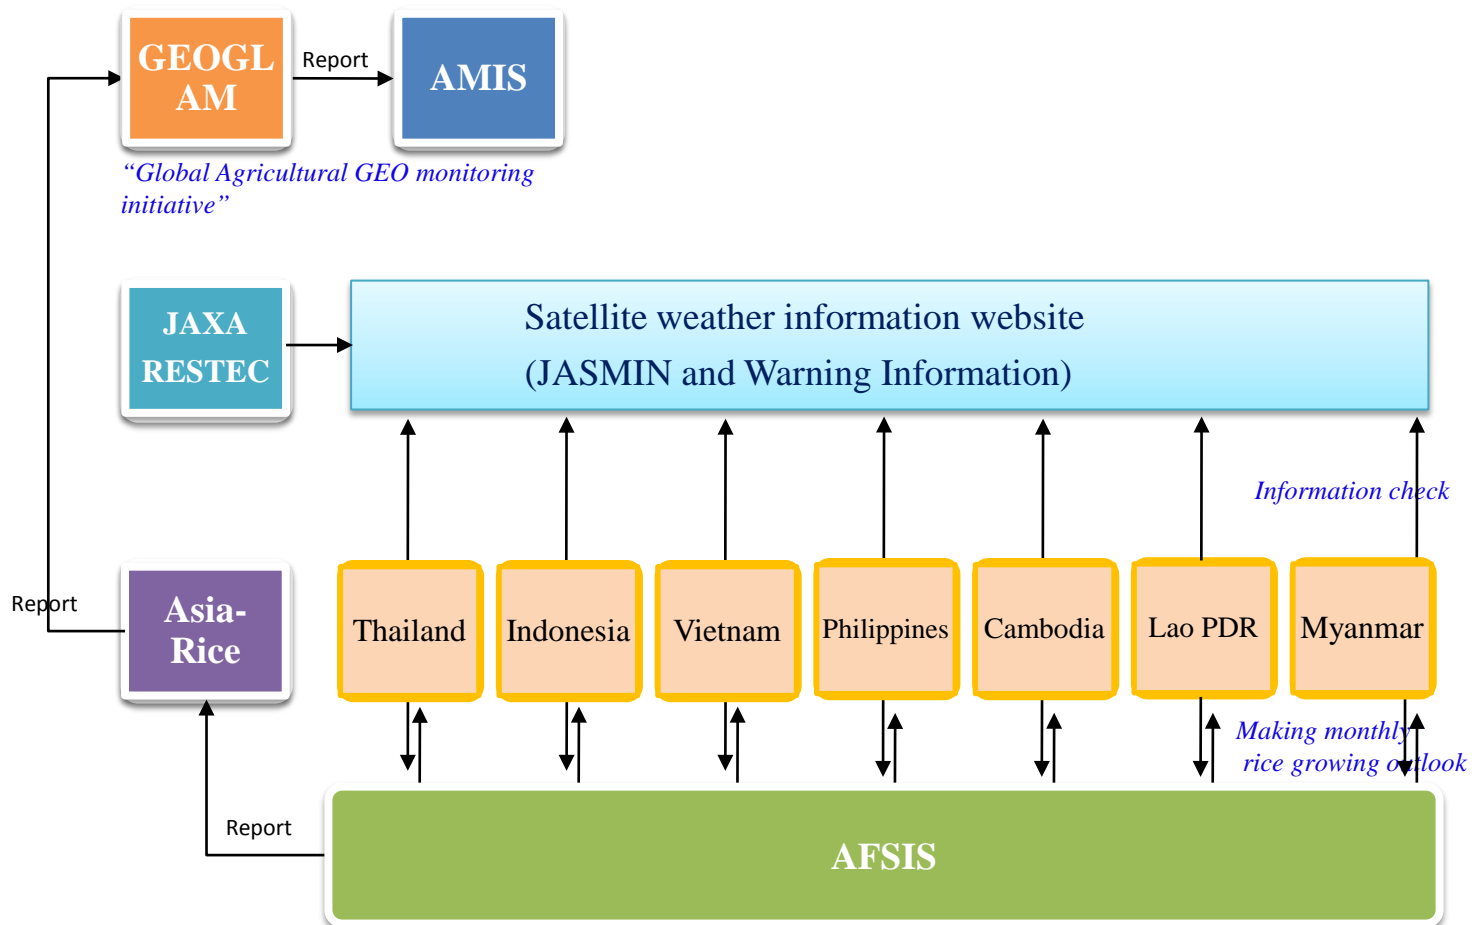 GEOGL
AM
Report
AMIS
“Global Agricultural GEO monitoring
initiative”
JAXA
RESTEC
Satellite weather information website
(JASMIN and Warning Information)
Information check
Report
Asia-
Rice
Thailand
Indonesia
Vietnam
Philippines
Cambodia
Lao PDR
Myanmar
Making monthly
rice growing outlook
Report
AFSIS